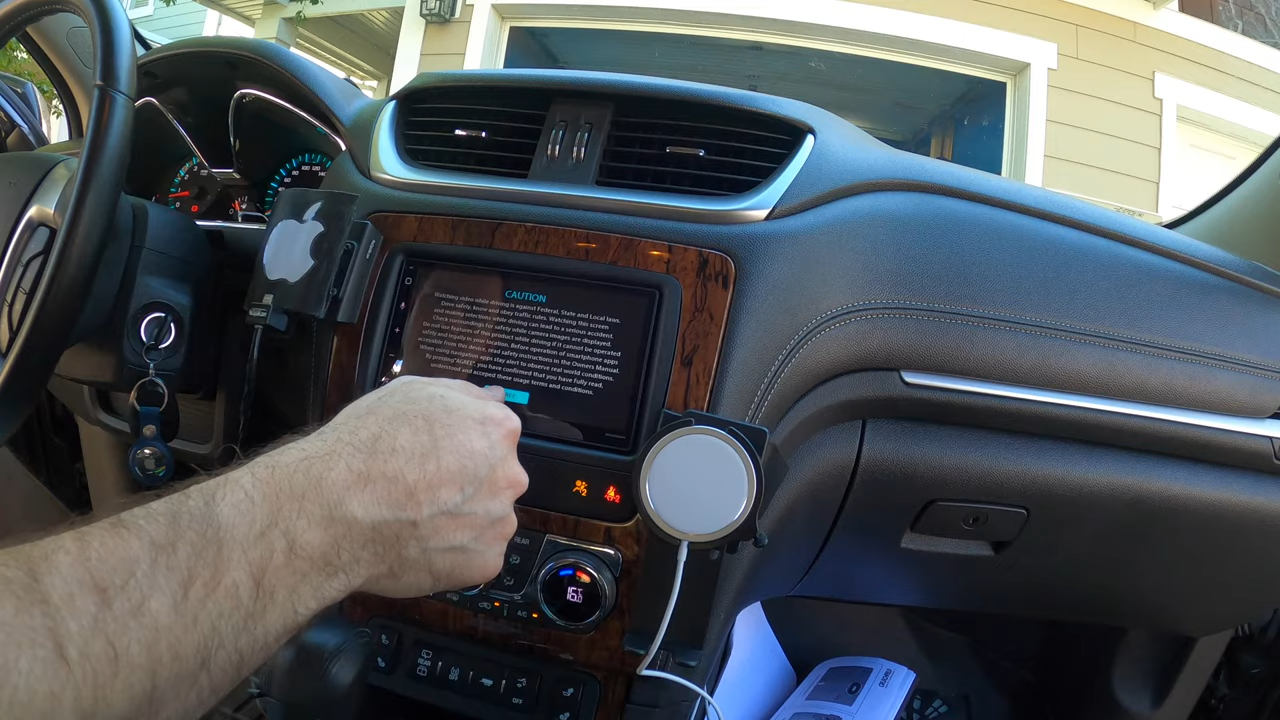 CAUTION
Watching video while driving is against Federal, State and Local laws.
Drive safely, know and obey traffic rules. Watching this screen
and making selections while driving can lead to a serious accident.
Check surroundings for safety while camera images are displayed.
Do not use features of this product while driving if it cannot be operated
safely and legally in your location. Before operation of smartphone apps
accessible from this device, read safety instructions in the Owners Manual.
When using navigation apps stay alert to observe real world conditions.
By pressing "AGREE", you have confirmed that you have fully read,
understood and acceped these usage terms and conditions.
REAR
16.5°C
A/C
REAR
OFF